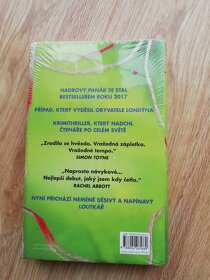 HADROVÝ PANÁK SE STAL
BESTSELLEREM ROKU 2017
PŘÍPAD, KTERÝ VYDĚSIL OBYVATELE LONDÝNA
KRIMITHRILLER, KTERÝ NADCHL
ČTENÁŘE PO CELÉM SVĚTĚ
„Zrodila se hvězda. Vražedná zápletka.
Vražedné tempo.“
SIMON TOYNE
„Naprosto návykové...
Nejlepší debut, jaký jsem kdy četla.“
RACHEL ABBOTT
NYNÍ PŘICHÁZÍ NEMÉNĚ DĚSIVÝ A NAPÍNAVÝ
LOUTKÁŘ